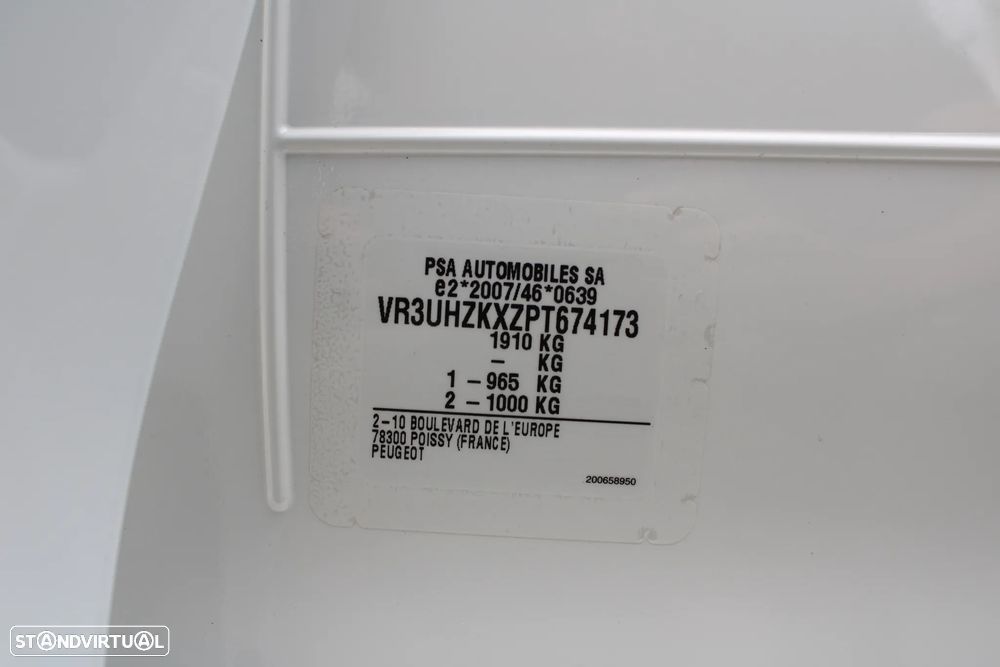 PSA AUTOMOBILES SA
e2*2007/46*0639
VR3UHZKXZPT674173
1910 KG
– KG
1 – 965 KG
2 – 1000 KG
2–10 BOULEVARD DE L'EUROPE
78300 POISSY (FRANCE)
PEUGEOT
200658950
STANDVIRTUAL